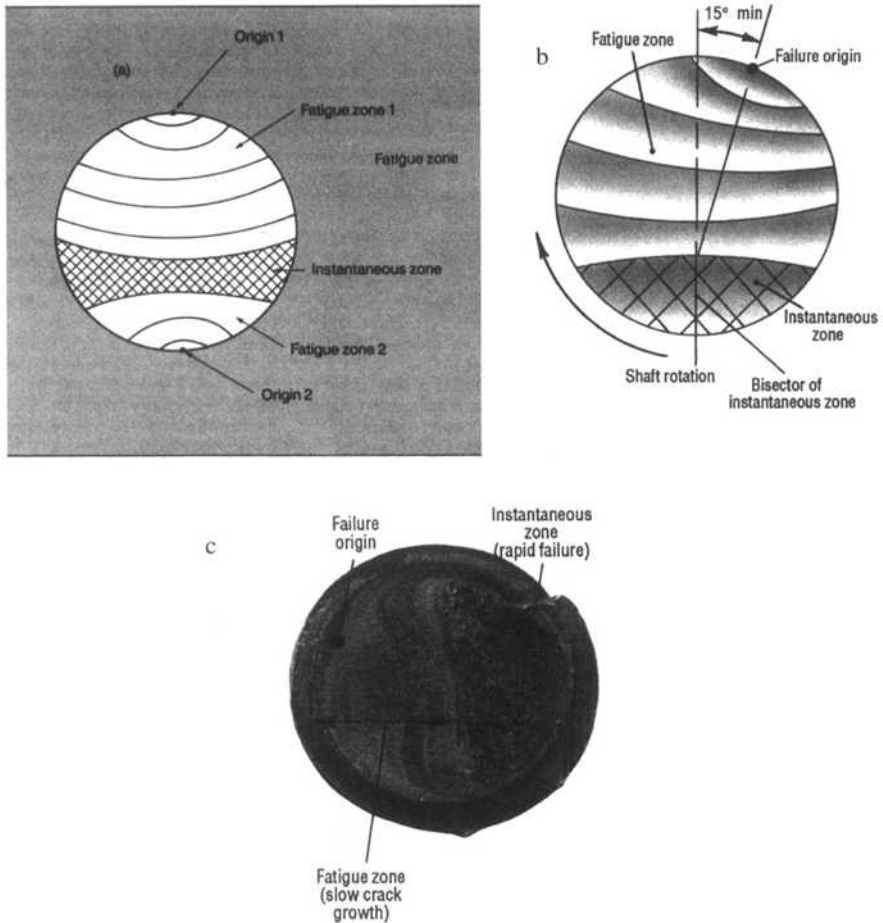 Origin 1
(a)
Fatigue zone 1
Fatigue zone
Instantaneous zone
Fatigue zone 2
Origin 2
b
15° min
Fatigue zone
Failure origin
Instantaneous
zone
Shaft rotation
Bisector of
instantaneous zone
c
Failure
origin
Instantaneous
zone
(rapid failure)
Fatigue zone
(slow crack
growth)